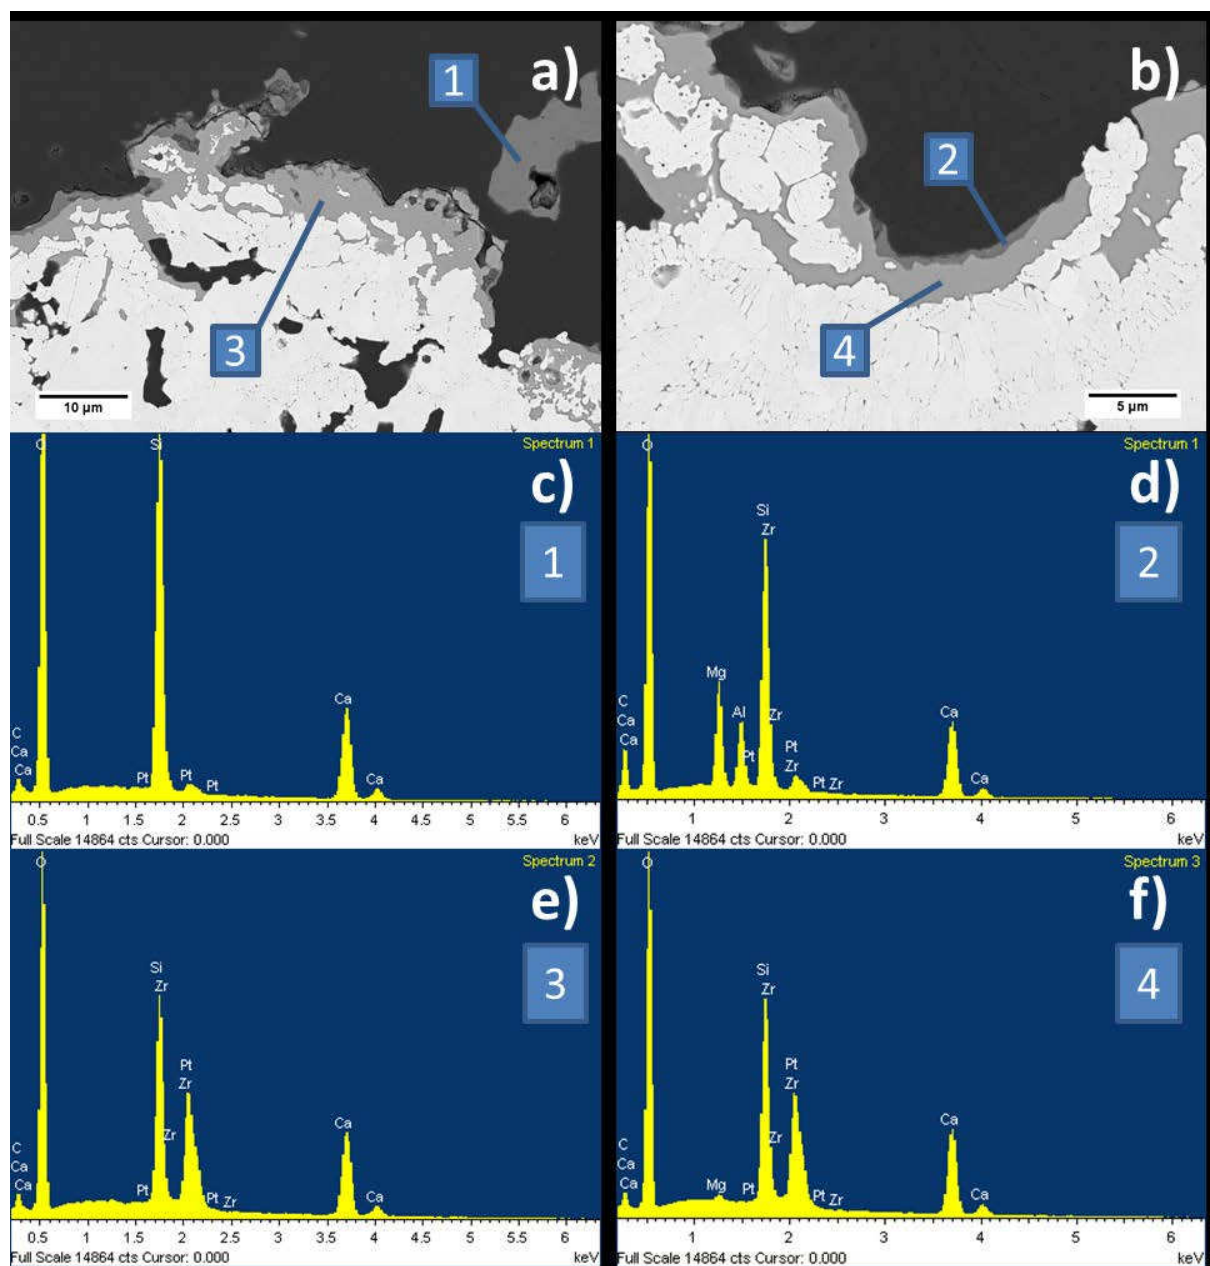 1
a)
3
10 µm
b)
2
4
5 µm
O
Si
Spectrum 1
c)
1
C
Ca
Ca
Pt
Pt
Pt
Ca
Ca
0.5 1 1.5 2 2.5 3 3.5 4 4.5 5 5.5 6
Full Scale 14864 cts Cursor: 0.000 keV
O
Spectrum 1
d)
2
Si
Zr
Mg
Al
Zr
C
Ca
Ca
Pt
Pt
Zr
Pt Zr
Ca
Ca
1 2 3 4 5 6
Full Scale 14864 cts Cursor: 0.000 keV
O
Spectrum 2
e)
3
Si
Zr
Pt
Zr
Zr
C
Ca
Ca
Pt
Pt Zr
Ca
Ca
0.5 1 1.5 2 2.5 3 3.5 4 4.5 5 5.5 6
Full Scale 14864 cts Cursor: 0.000 keV
O
Spectrum 3
f)
4
Si
Zr
Pt
Zr
Zr
C
Ca
Ca
Mg
Pt
Pt Zr
Ca
Ca
1 2 3 4 5 6
Full Scale 14864 cts Cursor: 0.000 keV